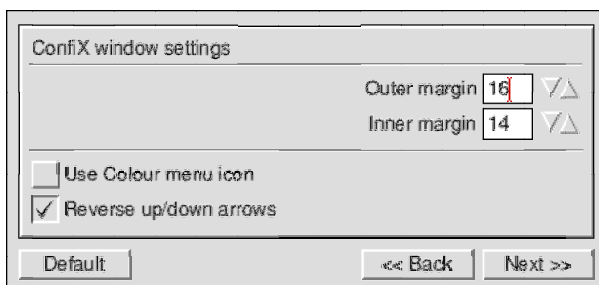 ConfiX window settings
Outer margin 16
Inner margin 14
Use Colour menu icon
Reverse up/down arrows
Default << Back Next >>